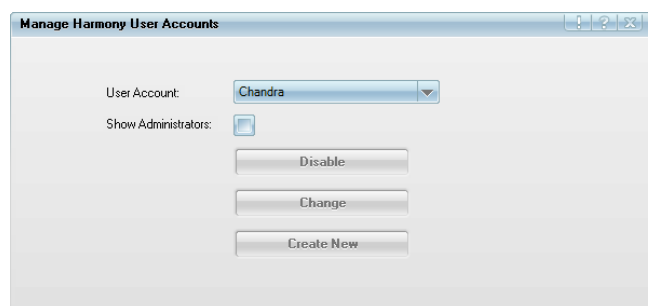 Manage Harmony User Accounts
User Account: Chandra
Show Administrators:
Disable
Change
Create New